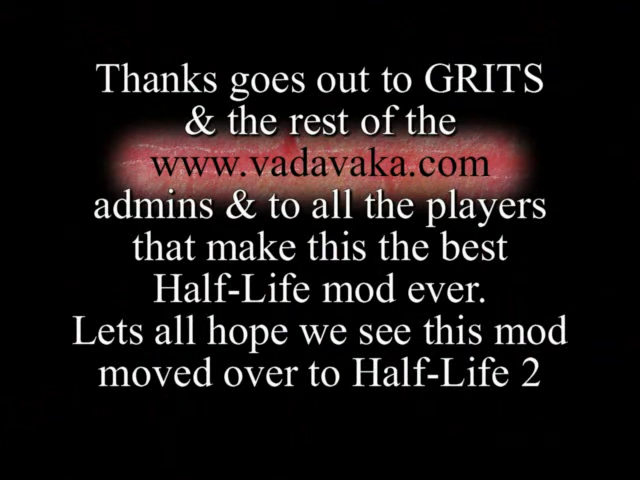 Thanks goes out to GRITS
& the rest of the
www.vadavaka.com
admins & to all the players
that make this the best
Half-Life mod ever.
Lets all hope we see this mod
moved over to Half-Life 2